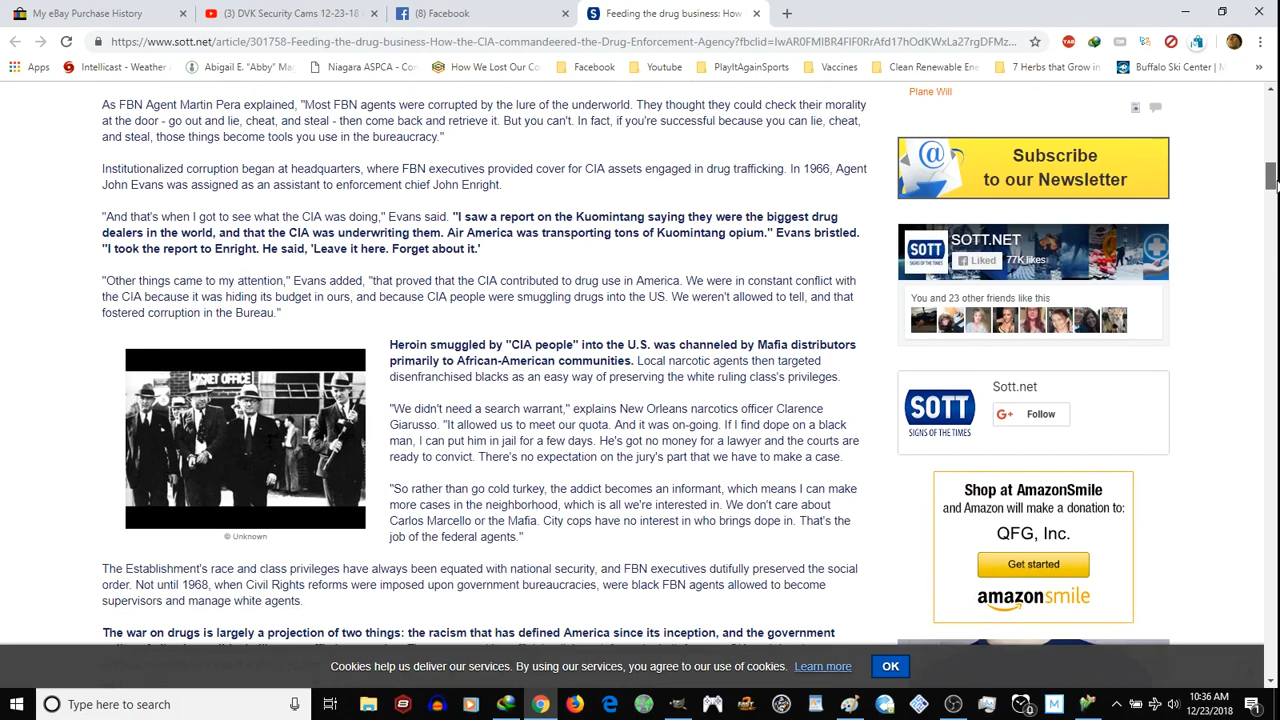 My eBay Purchase History
(3) DVK Security Cams 12-23-18
(8) Facebook
Feeding the drug business: How
https://www.sott.net/article/301758-Feeding-the-drug-business-How-the-CIA-commandeered-the-Drug-Enforcement-Agency?fbclid=IwAR0FMIBR4FIF0RrAfd17hOdKWxLa27rgDFMz...
Apps
Intellicast - Weather
Abigail E. "Abby" Ma
Niagara ASPCA - Con
How We Lost Our Co
Facebook
Youtube
PlayItAgainSports
Vaccines
Clean Renewable Ene
7 Herbs that Grow in
Buffalo Ski Center | M
»
As FBN Agent Martin Pera explained, "Most FBN agents were corrupted by the lure of the underworld. They thought they could check their morality
at the door - go out and lie, cheat, and steal - then come back and retrieve it. But you can't. In fact, if you're successful because you can lie, cheat,
and steal, those things become tools you use in the bureaucracy."
Institutionalized corruption began at headquarters, where FBN executives provided cover for CIA assets engaged in drug trafficking. In 1966, Agent
John Evans was assigned as an assistant to enforcement chief John Enright.
"And that's when I got to see what the CIA was doing," Evans said. "I saw a report on the Kuomintang saying they were the biggest drug
dealers in the world, and that the CIA was underwriting them. Air America was transporting tons of Kuomintang opium." Evans bristled.
"I took the report to Enright. He said, 'Leave it here. Forget about it.'
"Other things came to my attention," Evans added, "that proved that the CIA contributed to drug use in America. We were in constant conflict with
the CIA because it was hiding its budget in ours, and because CIA people were smuggling drugs into the US. We weren't allowed to tell, and that
fostered corruption in the Bureau."
Heroin smuggled by "CIA people" into the U.S. was channeled by Mafia distributors
primarily to African-American communities. Local narcotic agents then targeted
disenfranchised blacks as an easy way of preserving the white ruling class's privileges.
"We didn't need a search warrant," explains New Orleans narcotics officer Clarence
Giarusso. "It allowed us to meet our quota. And it was on-going. If I find dope on a black
man, I can put him in jail for a few days. He's got no money for a lawyer and the courts are
ready to convict. There's no expectation on the jury's part that we have to make a case.
"So rather than go cold turkey, the addict becomes an informant, which means I can make
more cases in the neighborhood, which is all we're interested in. We don't care about
Carlos Marcello or the Mafia. City cops have no interest in who brings dope in. That's the
job of the federal agents."
© Unknown
The Establishment's race and class privileges have always been equated with national security, and FBN executives dutifully preserved the social
order. Not until 1968, when Civil Rights reforms were imposed upon government bureaucracies, were black FBN agents allowed to become
supervisors and manage white agents.
The war on drugs is largely a projection of two things: the racism that has defined America since its inception, and the government
Plane Will
Subscribe
to our Newsletter
SOTT
SIGNS OF THE TIMES
SOTT.NET
Liked
77K likes
You and 23 other friends like this
SOTT
SIGNS OF THE TIMES
Sott.net
G+ Follow
Shop at AmazonSmile
and Amazon will make a donation to:
QFG, Inc.
Get started
amazonsmile
Cookies help us deliver our services. By using our services, you agree to our use of cookies. Learn more
OK
Type here to search
10:36 AM
12/23/2018